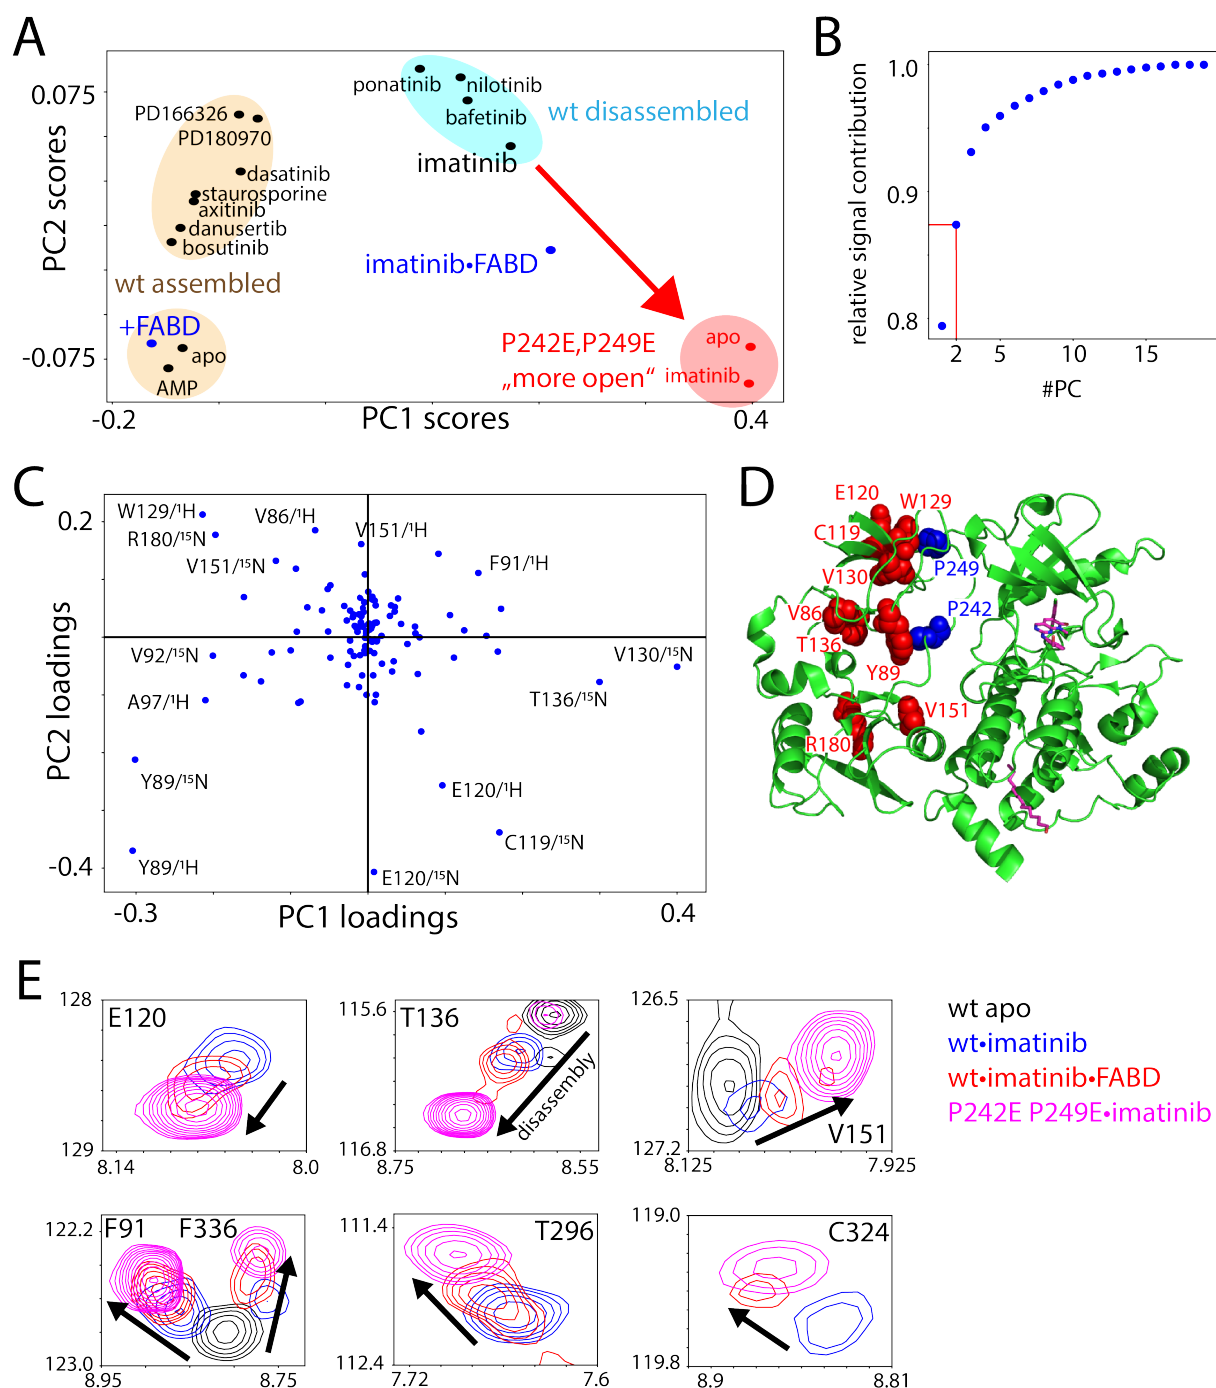 A
PC2 scores
0.075
-0.075
PD166326
PD180970
dasatinib
staurosporine
axitinib
danusertib
bosutinib
wt assembled
+FABD
apo
AMP
ponatinib
nilotinib
bafetinib
wt disassembled
imatinib
imatinib•FABD
P242E,P249E
„more open“
apo
imatinib
-0.2
PC1 scores
0.4
B
relative signal contribution
1.0
0.9
0.8
2
5
10
15
#PC
C
PC2 loadings
0.2
-0.4
W129/¹H
R180/¹⁵N
V86/¹H
V151/¹H
V151/¹⁵N
F91/¹H
V92/¹⁵N
V130/¹⁵N
A97/¹H
T136/¹⁵N
Y89/¹⁵N
E120/¹H
C119/¹⁵N
Y89/¹H
E120/¹⁵N
-0.3
PC1 loadings
0.4
D
E120
W129
C119
P249
V130
V86
P242
T136
Y89
V151
R180
E
128
E120
129
8.14
8.0
115.6
T136
disassembly
116.8
8.75
8.55
126.5
V151
127.2
8.125
7.925
wt apo
wt•imatinib
wt•imatinib•FABD
P242E P249E•imatinib
122.2
F91
F336
123.0
8.95
8.75
111.4
T296
112.4
7.72
7.6
119.0
C324
119.8
8.9
8.81